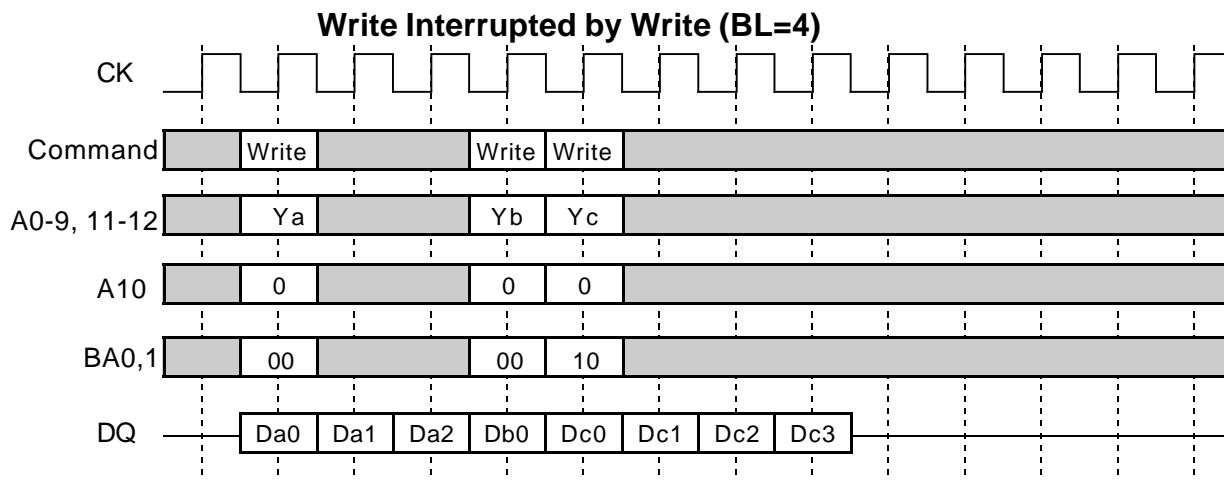 Write Interrupted by Write (BL=4)
CK
Command Write Write Write
A0-9, 11-12 Ya Yb Yc
A10 0 0 0
BA0,1 00 00 10
DQ Da0 Da1 Da2 Db0 Dc0 Dc1 Dc2 Dc3